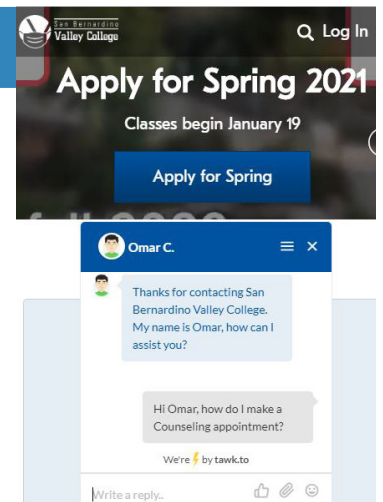 San Bernardino
Valley College
Log In
Apply for Spring 2021
Classes begin January 19
Apply for Spring
Omar C.
Thanks for contacting San
Bernardino Valley College.
My name is Omar, how can I
assist you?
Hi Omar, how do I make a
Counseling appointment?
We're by tawk.to
Write a reply..